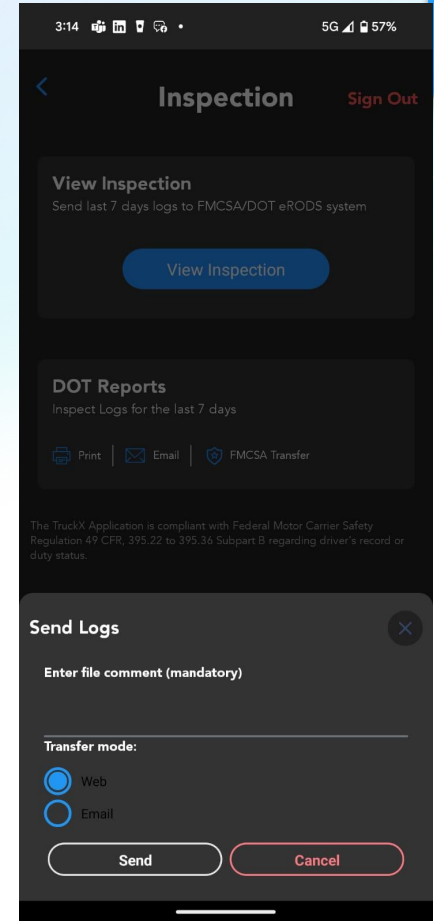 3:14
5G 57%
Inspection
Sign Out
View Inspection
Send last 7 days logs to FMCSA/DOT eRODS system
View Inspection
DOT Reports
Inspect Logs for the last 7 days
Print
Email
FMCSA Transfer
The TruckX Application is compliant with Federal Motor Carrier Safety
Regulation 49 CFR, 395.22 to 395.36 Subpart B regarding driver's record or
duty status.
Send Logs
Enter file comment (mandatory)
Transfer mode:
Web
Email
Send
Cancel